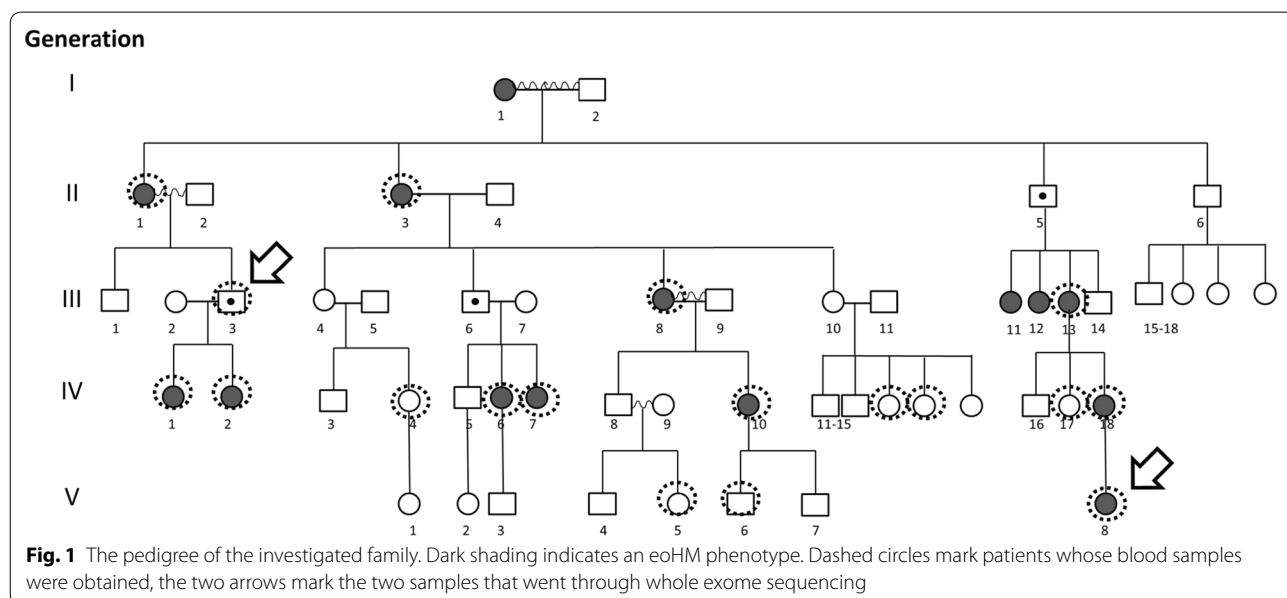 Generation
I
1 2
II
1 2 3 4 5 6
III
1 2 3 4 5 6 7 8 9 10 11 11 12 13 14 15-18
IV
1 2 3 4 5 6 7 8 9 10 11-15 16 17 18
V
1 2 3 4 5 6 7 8
Fig. 1 The pedigree of the investigated family. Dark shading indicates an eoHM phenotype. Dashed circles mark patients whose blood samples
were obtained, the two arrows mark the two samples that went through whole exome sequencing